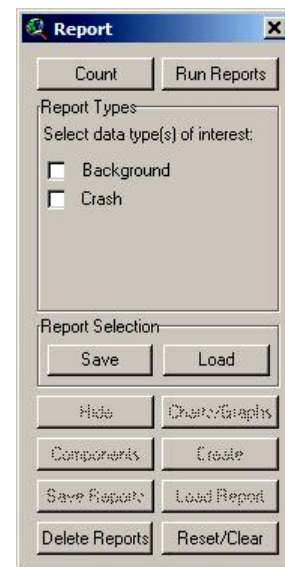 Report
Count Run Reports
Report Types
Select data type(s) of interest:
Background
Crash
Report Selection
Save Load
Hide Charts/Graphs
Components Create
Save Reports Load Report
Delete Reports Reset/Clear